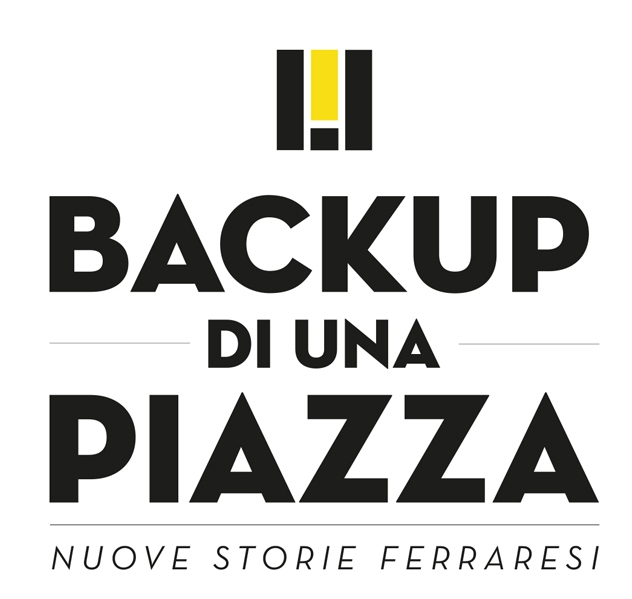 BACKUP
DI UNA
PIAZZA
NUOVE STORIE FERRARESI